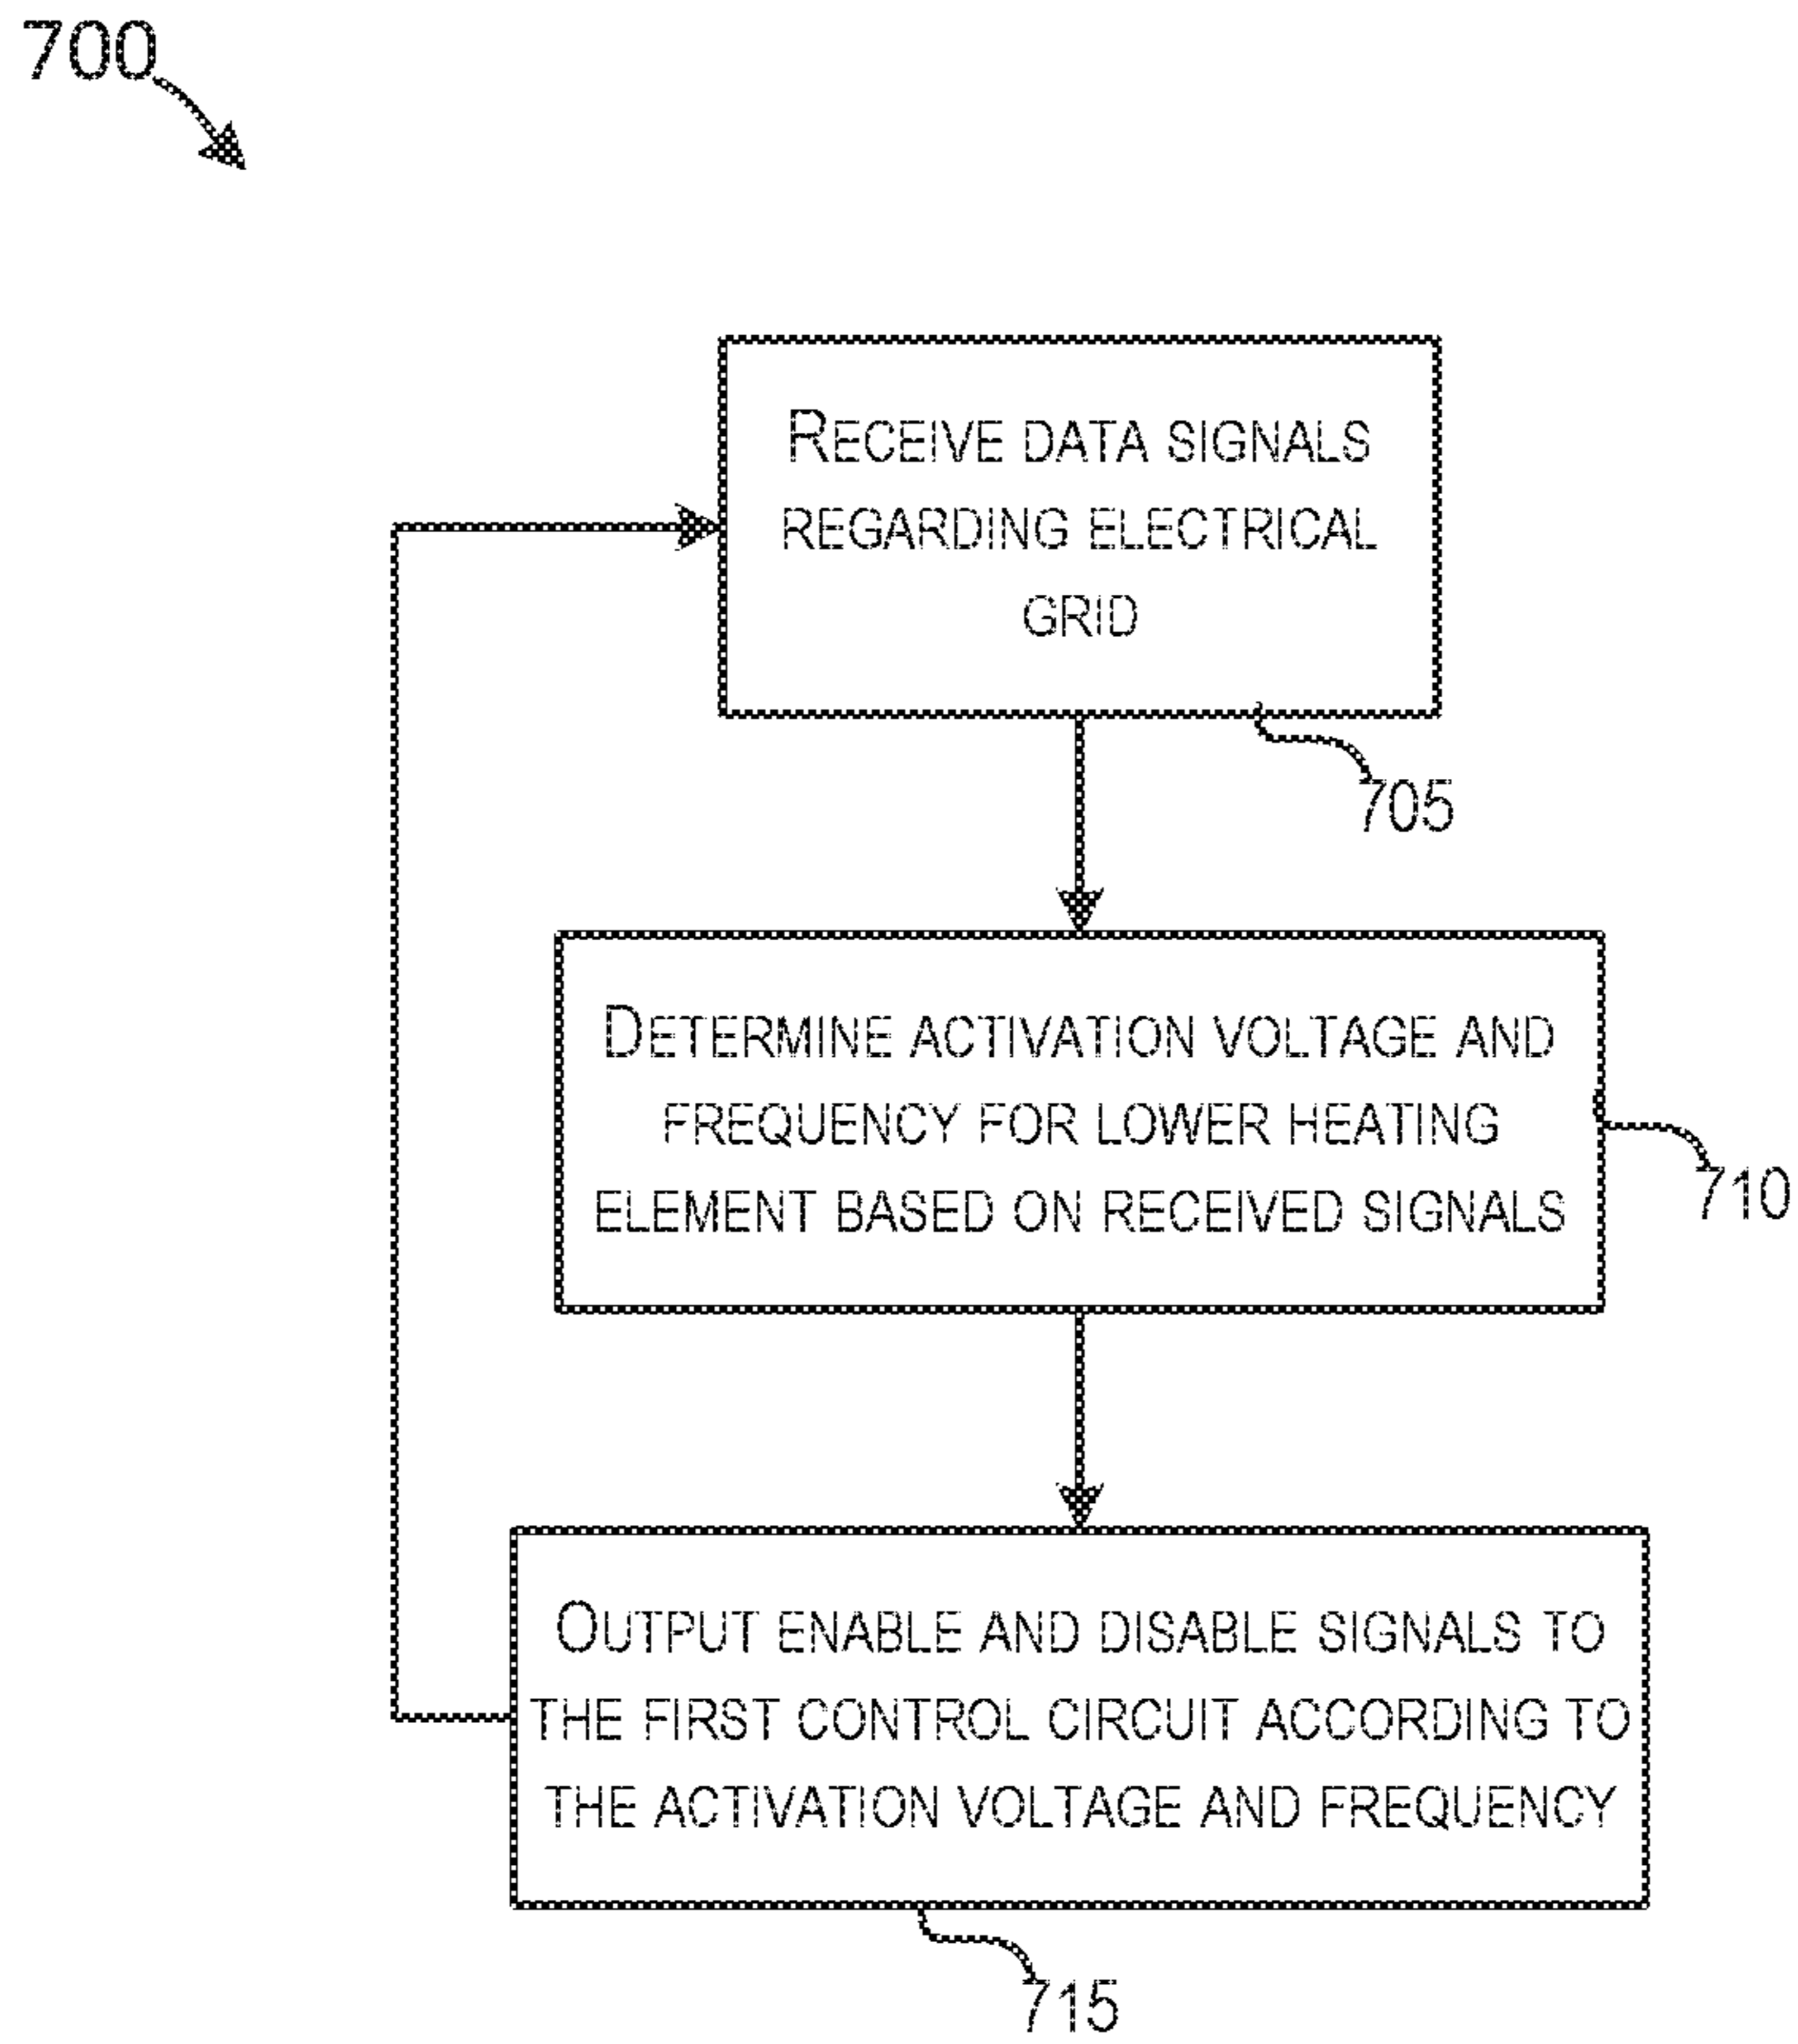 700
RECEIVE DATA SIGNALS
REGARDING ELECTRICAL
GRID
705
DETERMINE ACTIVATION VOLTAGE AND
FREQUENCY FOR LOWER HEATING
ELEMENT BASED ON RECEIVED SIGNALS
710
OUTPUT ENABLE AND DISABLE SIGNALS TO
THE FIRST CONTROL CIRCUIT ACCORDING TO
THE ACTIVATION VOLTAGE AND FREQUENCY
715